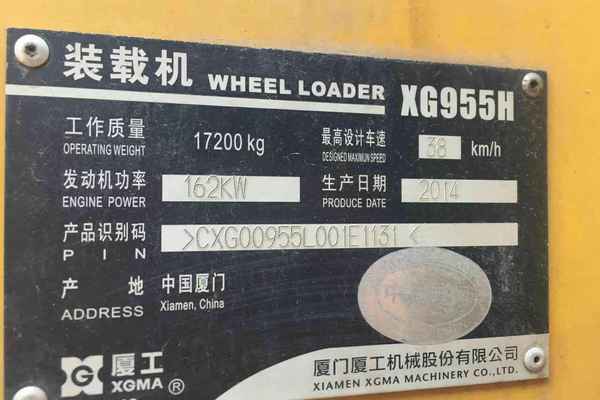 装载机 WHEEL LOADER XG955H
工作质量 17200 kg 最高设计车速 38 km/h
OPERATING WEIGHT DESIGNED MAXIMUM SPEED
发动机功率 162KW 生产日期 2014
ENGINE POWER PRODUCE DATE
产品识别码 >CXG00955L001E1131<
PIN
产地 中国厦门
ADDRESS Xiamen, China
厦工 厦门厦工机械股份有限公司
XGMA ® XIAMEN XGMA MACHINERY CO., LTD.